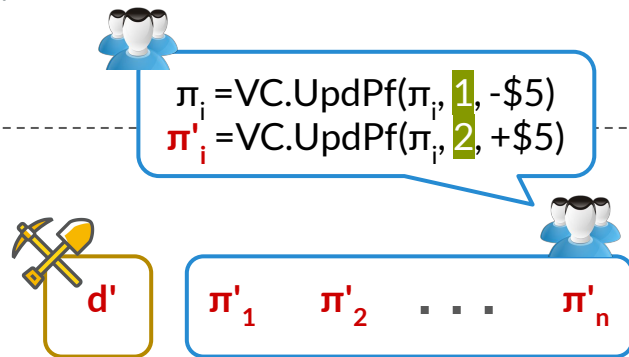 πᵢ =VC.UpdPf(πᵢ, 1, -$5)
π'ᵢ =VC.UpdPf(πᵢ, 2, +$5)
d' π'₁ π'₂ . . . π'ₙ